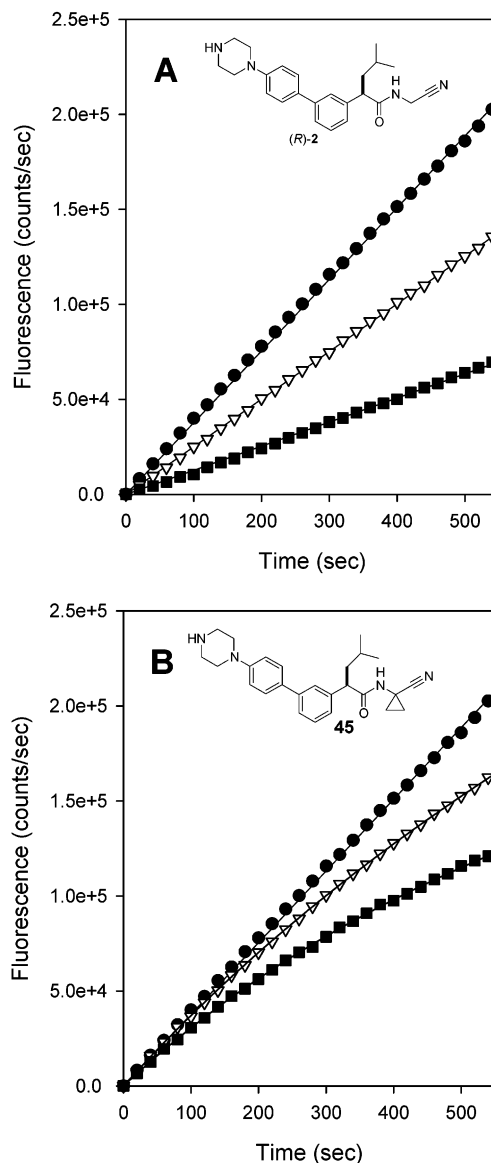 A
HN
N
H
N
N
O
(R)-2
2.5e+5
2.0e+5
1.5e+5
1.0e+5
5.0e+4
0.0
Fluorescence (counts/sec)
0 100 200 300 400 500
Time (sec)
B
HN
N
H
N
N
O
45
2.5e+5
2.0e+5
1.5e+5
1.0e+5
5.0e+4
0.0
Fluorescence (counts/sec)
0 100 200 300 400 500
Time (sec)